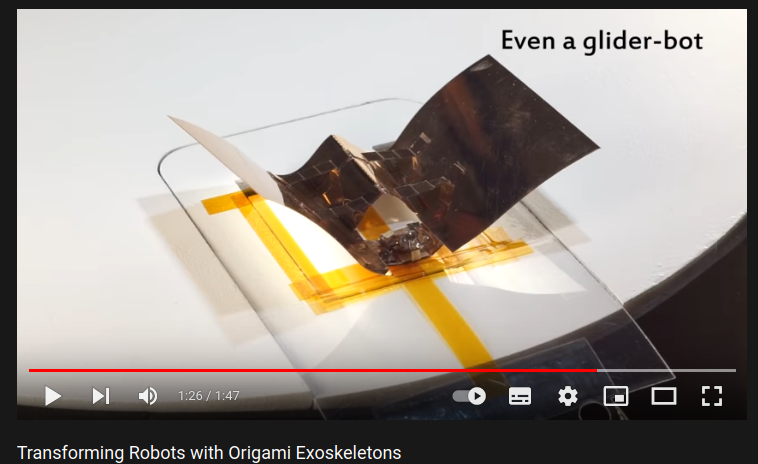 Even a glider-bot
1:26 / 1:47
Transforming Robots with Origami Exoskeletons